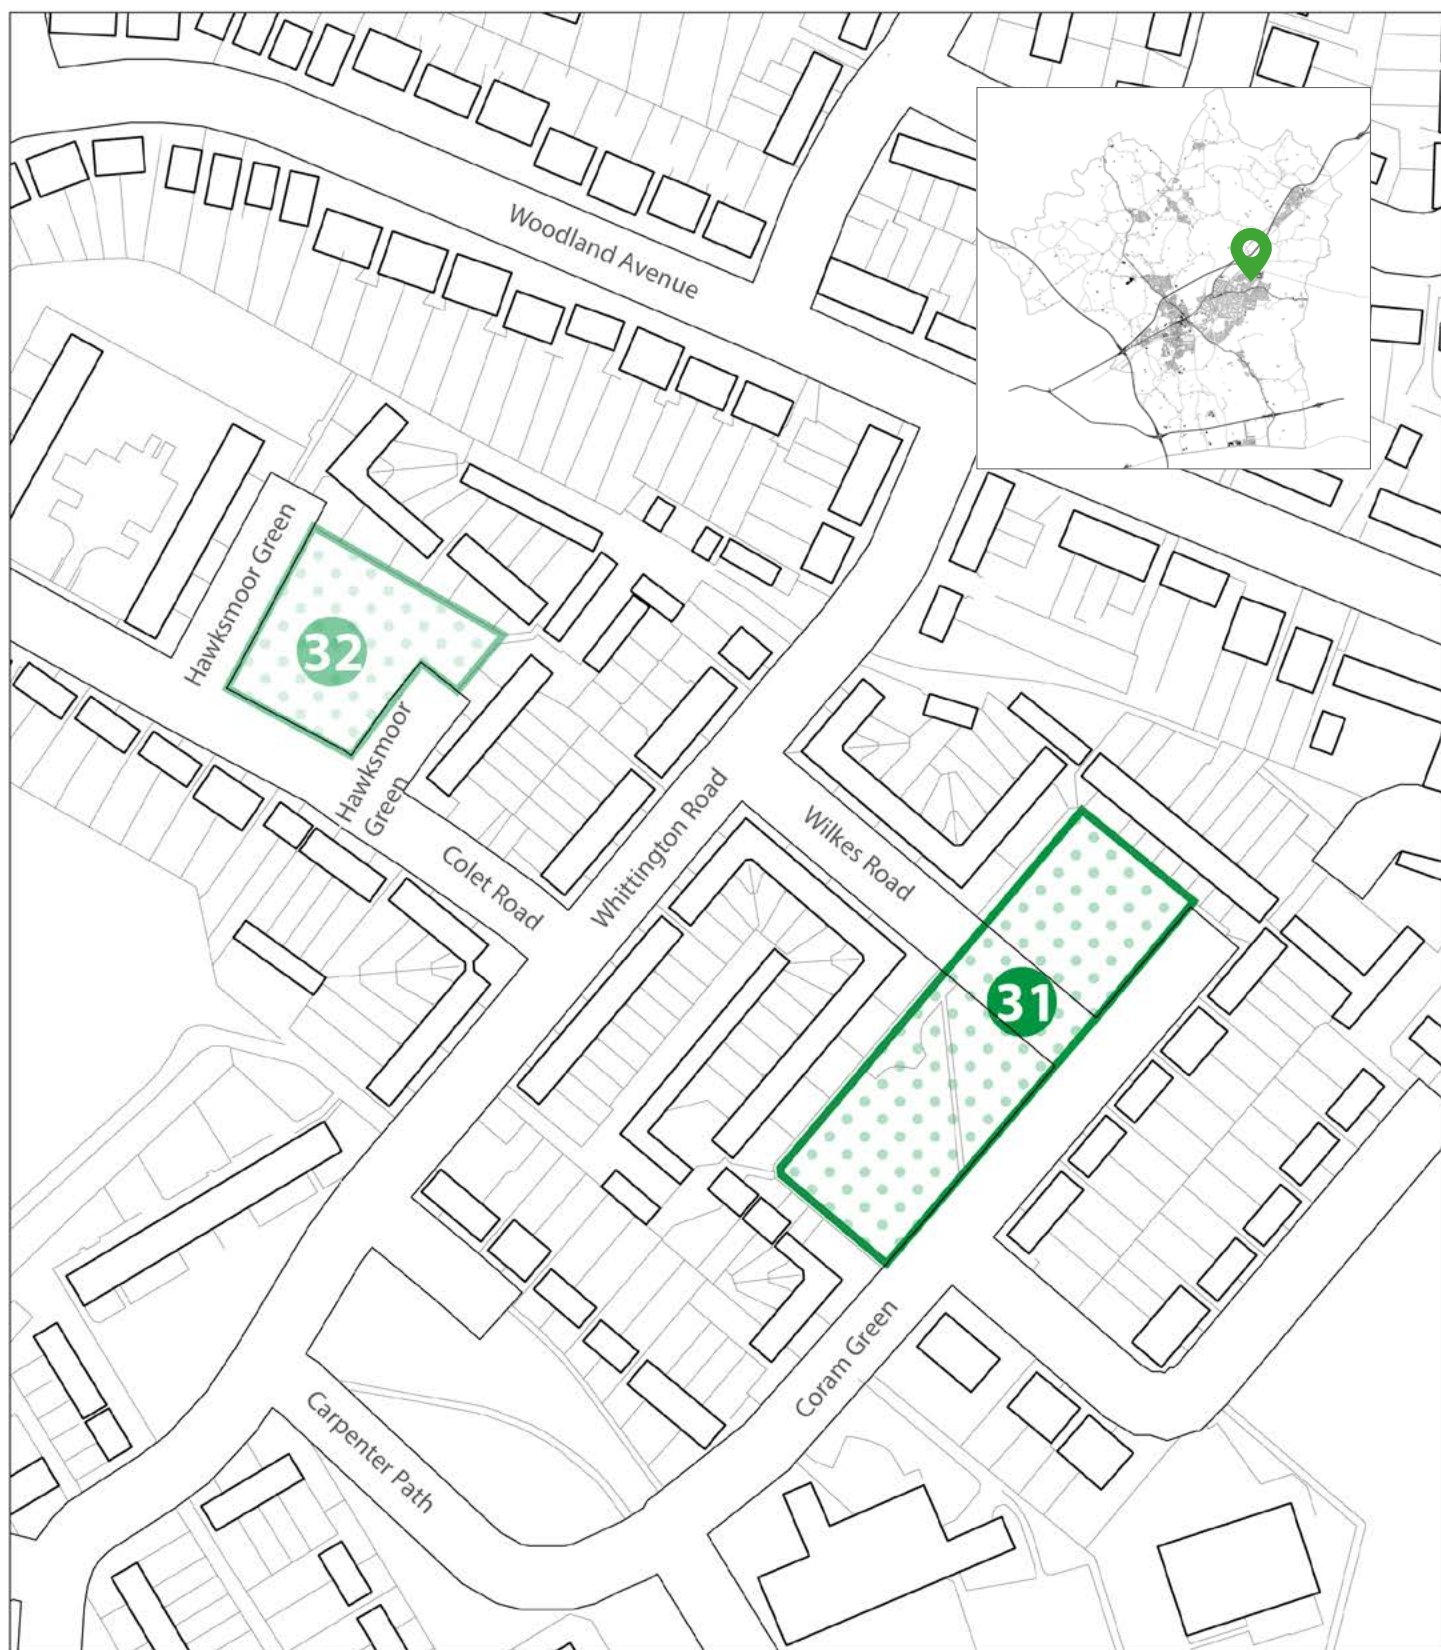 Woodland Avenue
Hawksmoor Green
32
Hawksmoor
Green
Colet Road
Whittington Road
Wilkes Road
31
Coram Green
Carpenter Path